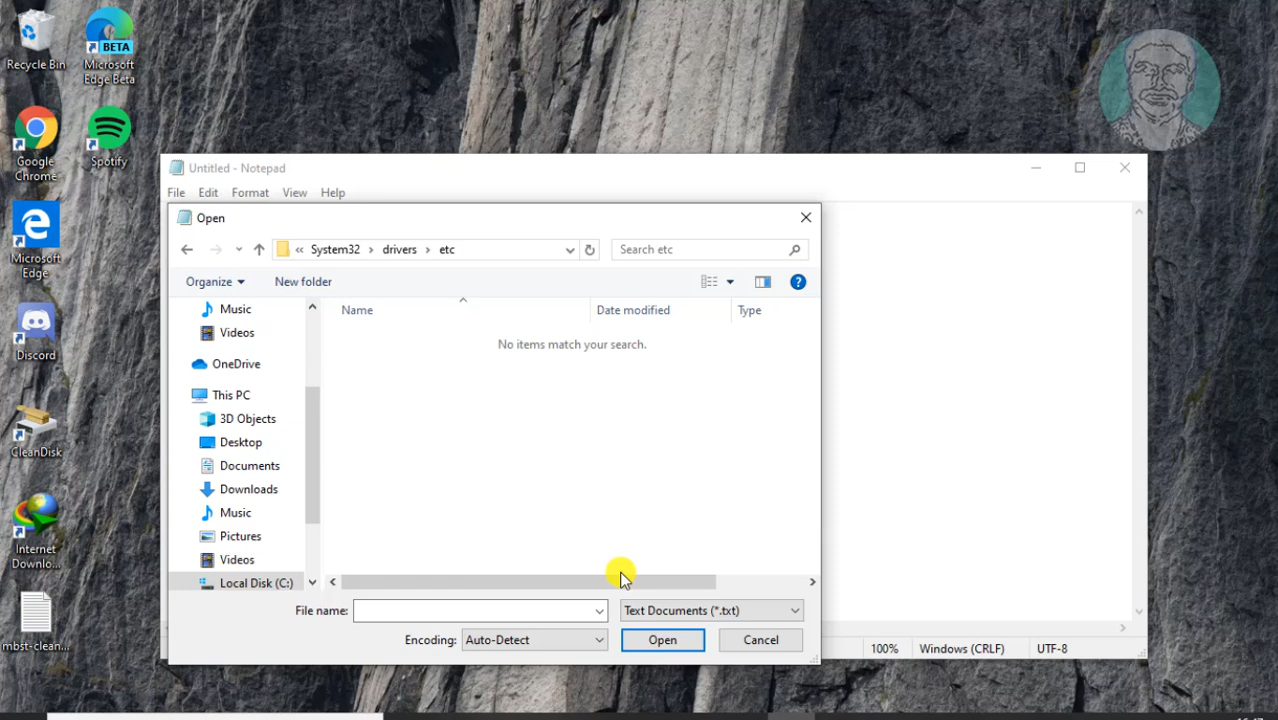 Recycle Bin
Microsoft Edge Beta
BETA
Google Chrome
Spotify
Microsoft Edge
Discord
CleanDisk
Internet Downlo...
mbst-clean...
Untitled - Notepad
File Edit Format View Help
Open
« System32 > drivers > etc
Search etc
Organize New folder
Music
Videos
OneDrive
This PC
3D Objects
Desktop
Documents
Downloads
Music
Pictures
Videos
Local Disk (C:)
Name Date modified Type
No items match your search.
File name: Text Documents (*.txt)
Encoding: Auto-Detect Open Cancel
100% Windows (CRLF) UTF-8